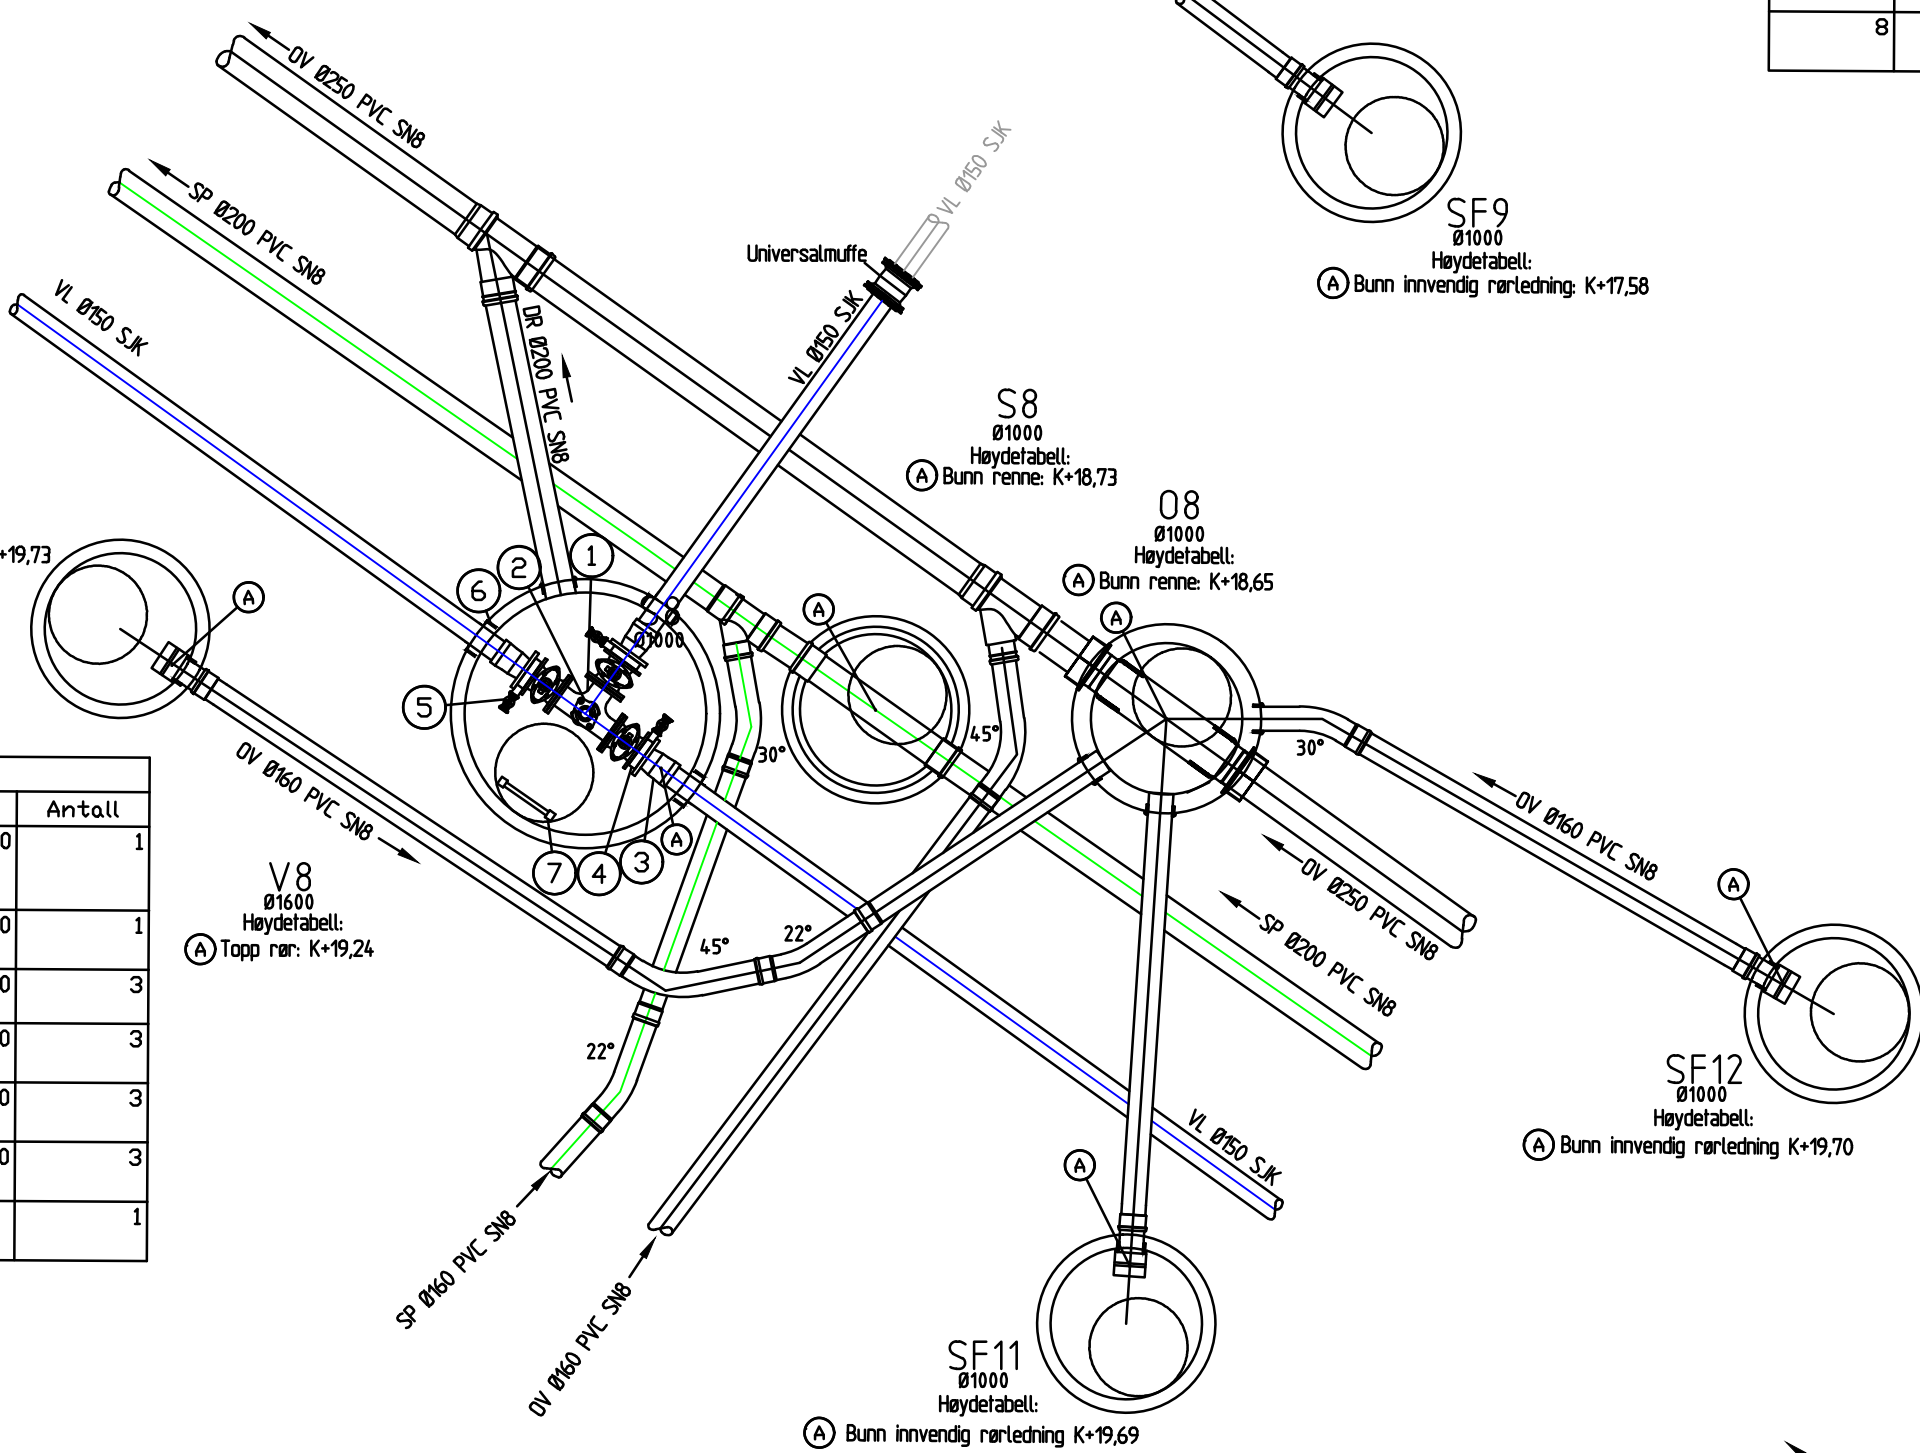 8
OV Ø250 PVC SN8
SP Ø200 PVC SN8
VL Ø150 SJK
VL Ø150 SJK
Universalmuffe
VL Ø150 SJK
DR Ø200 PVC SN8
SF9
Ø1000
Høydetabell:
A Bunn innvendig rørledning: K+17,58
S8
Ø1000
Høydetabell:
A Bunn renne: K+18,73
O8
Ø1000
Høydetabell:
A Bunn renne: K+18,65
+19,73
A
6
2
1
Ø1000
A
A
5
30°
45°
30°
OV Ø160 PVC SN8
7
4
3
A
V8
Ø1600
Høydetabell:
A Topp rør: K+19,24
45°
22°
22°
OV Ø160 PVC SN8
OV Ø250 PVC SN8
SP Ø200 PVC SN8
VL Ø150 SJK
A
SF12
Ø1000
Høydetabell:
A Bunn innvendig rørledning K+19,70
A
SP Ø160 PVC SN8
OV Ø160 PVC SN8
SF11
Ø1000
Høydetabell:
A Bunn innvendig rørledning K+19,69
Antall
0 1
0 1
0 3
0 3
0 3
0 3
1